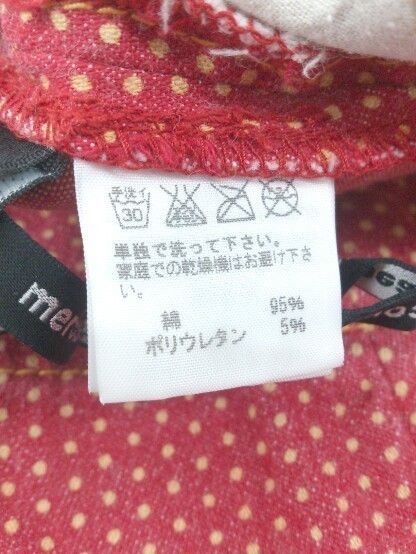 手洗イ
30
単独で洗って下さい。
家庭での乾燥機はお避け下さ
い。
綿 95%
ポリウレタン 5%